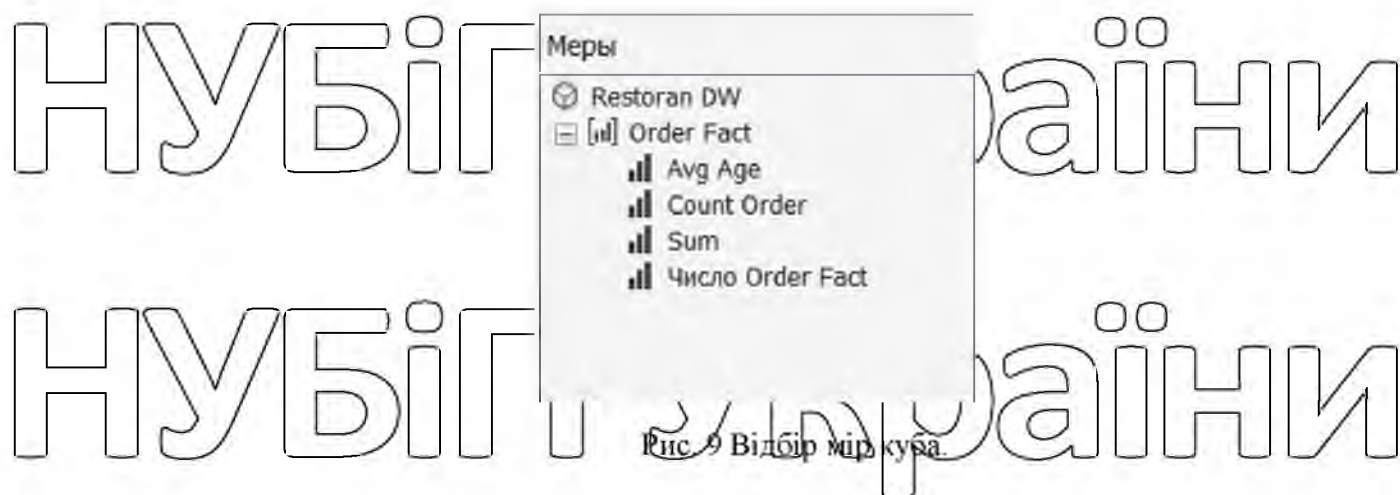 НУБіП України
Меры
Restoran DW
Order Fact
Avg Age
Count Order
Sum
Число Order Fact
НУБіП України
Рис. 9 Відбір мір куба.